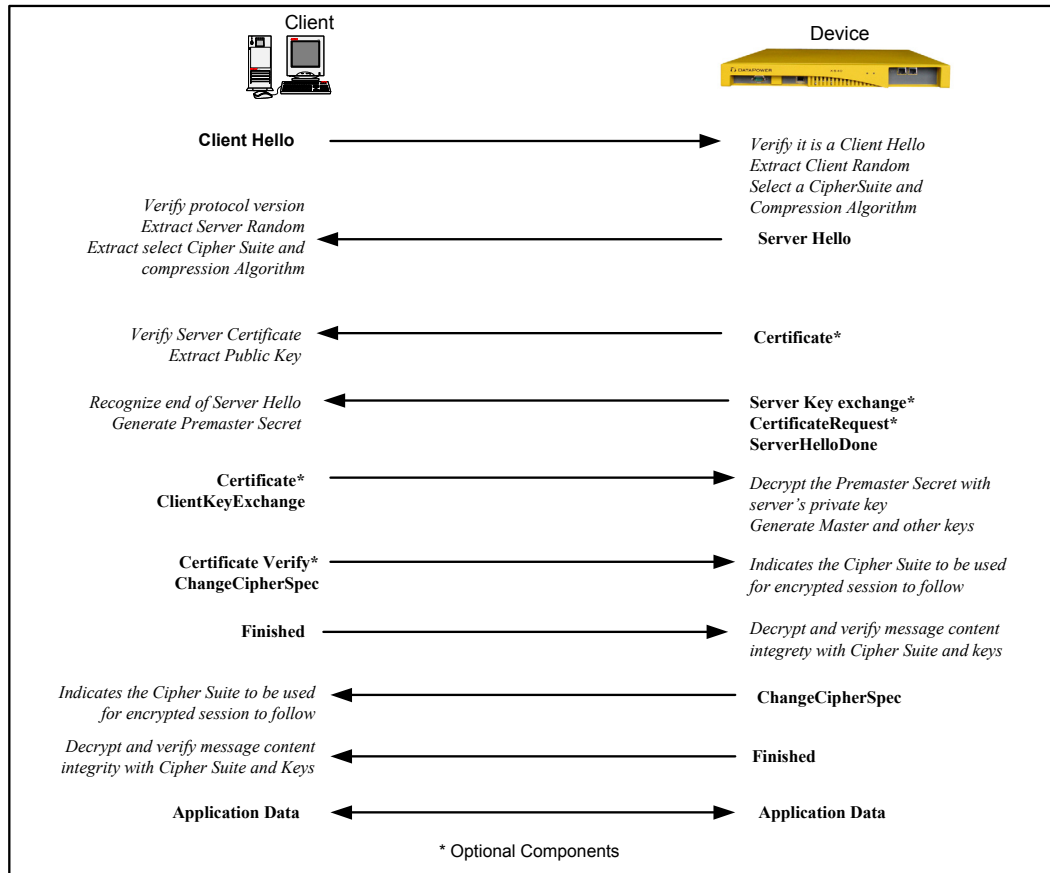 Client
Device
DATAPOWER
Client Hello
Verify it is a Client Hello
Extract Client Random
Select a CipherSuite and
Compression Algorithm
Verify protocol version
Extract Server Random
Extract select Cipher Suite and
compression Algorithm
Server Hello
Verify Server Certificate
Extract Public Key
Certificate*
Recognize end of Server Hello
Generate Premaster Secret
Server Key exchange*
CertificateRequest*
ServerHelloDone
Certificate*
ClientKeyExchange
Decrypt the Premaster Secret with
server's private key
Generate Master and other keys
Certificate Verify*
ChangeCipherSpec
Indicates the Cipher Suite to be used
for encrypted session to follow
Finished
Decrypt and verify message content
integrety with Cipher Suite and keys
Indicates the Cipher Suite to be used
for encrypted session to follow
ChangeCipherSpec
Decrypt and verify message content
integrity with Cipher Suite and Keys
Finished
Application Data
Application Data
* Optional Components